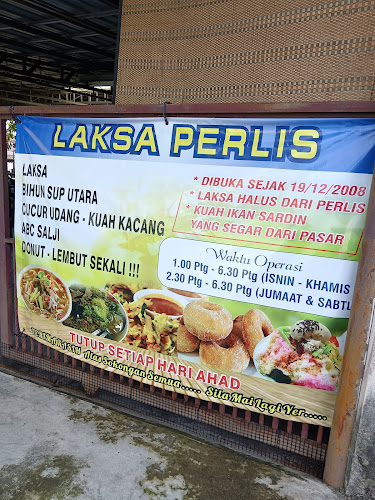 LAKSA PERLIS
LAKSA
BIHUN SUP UTARA
CUCUR UDANG - KUAH KACANG
ABC SALJI
DONUT - LEMBUT SEKALI !!!
* DIBUKA SEJAK 19/12/2008
* LAKSA HALUS DARI PERLIS
* KUAH IKAN SARDIN
YANG SEGAR DARI PASAR
Waktu Operasi
1.00 Ptg - 6.30 Ptg (ISNIN - KHAMIS
2.30 Ptg - 6.30 Ptg (JUMAAT & SABTU
TUTUP SETIAP HARI AHAD
Atas Sokongan Semua..... Sila Mai Lagi Yer.....